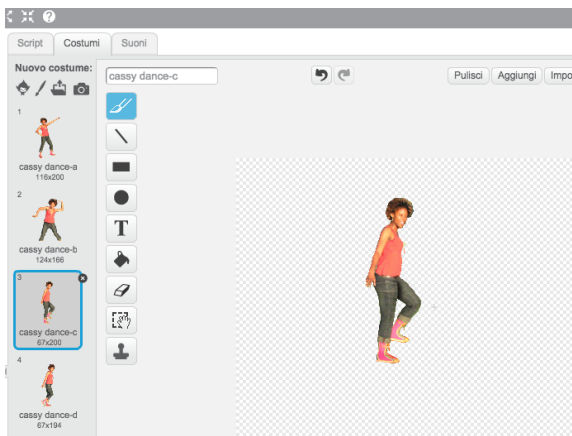 Script Costumi Suoni
Nuovo costume:
cassy dance-c
Pulisci Aggiungi Impo
1
cassy dance-a
116x200
2
cassy dance-b
124x166
3
cassy dance-c
67x200
4
cassy dance-d
67x194
T